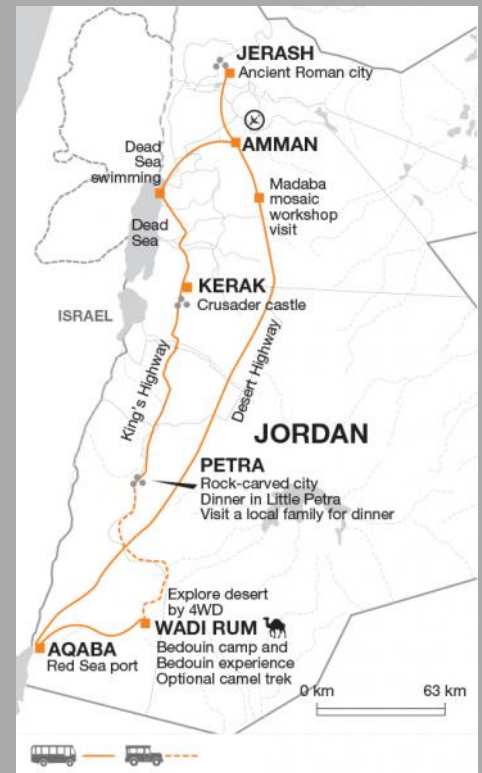 JERASH
Ancient Roman city
AMMAN
Dead
Sea
swimming
Madaba
mosaic
workshop
visit
Dead
Sea
KERAK
Crusader castle
ISRAEL
King's Highway
Desert Highway
JORDAN
PETRA
Rock-carved city
Dinner in Little Petra
Visit a local family for dinner
Explore desert
by 4WD
WADI RUM
Bedouin camp and
Bedouin experience
Optional camel trek
AQABA
Red Sea port
0 km 63 km